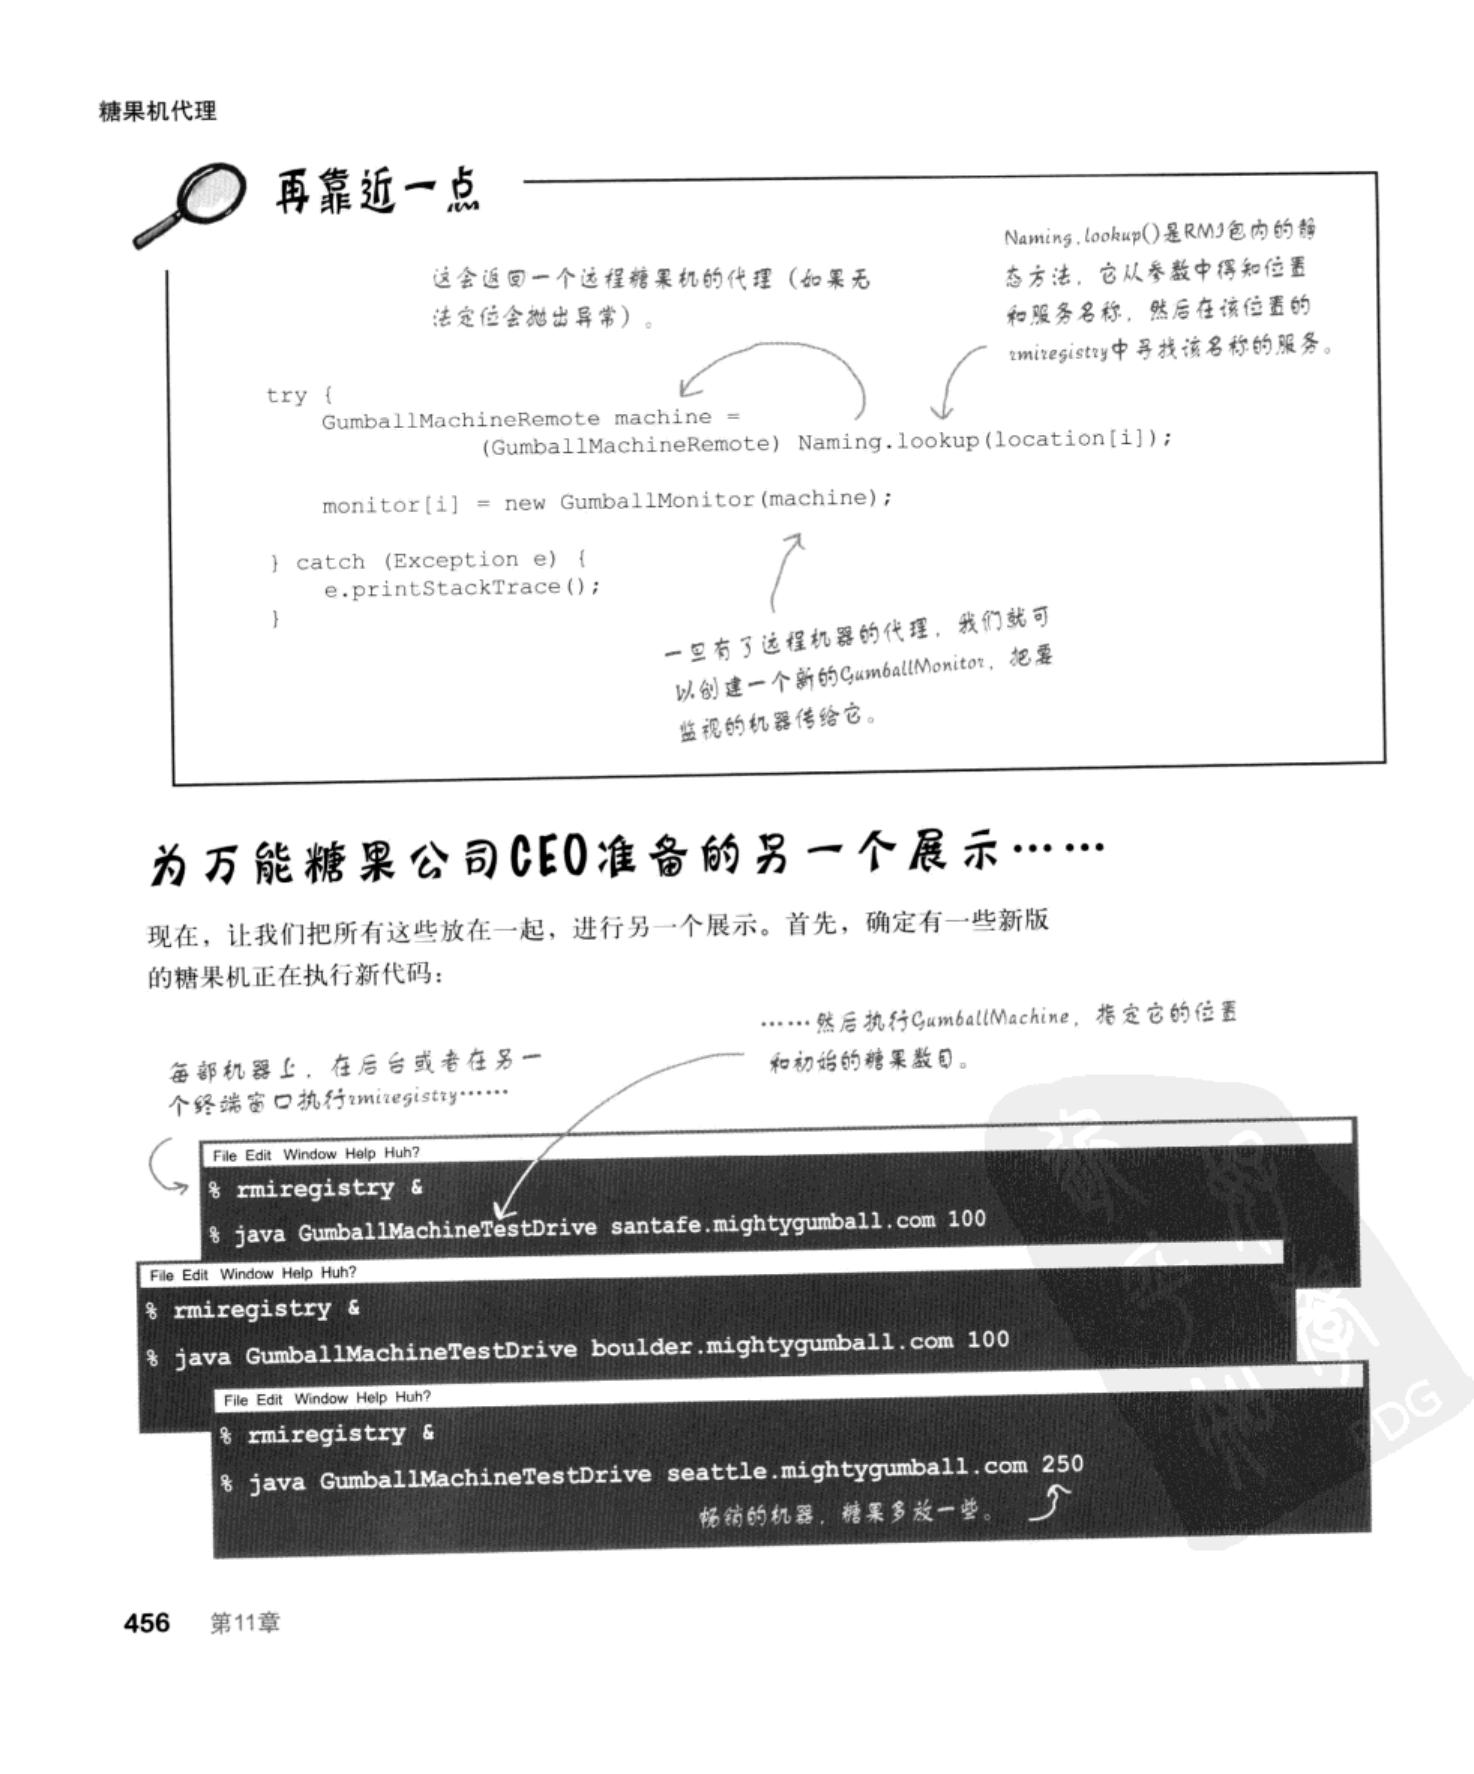 糖果机代理
再靠近一点
Naming.lookup()是RMI包内的静
态方法，它从参数中得知位置
和服务名称，然后在该位置的
rmiregistry中寻找该名称的服务。
这会返回一个远程糖果机的代理（如果无
法定位会抛出异常）。
try {
GumballMachineRemote machine =
(GumballMachineRemote) Naming.lookup(location[i]);
monitor[i] = new GumballMonitor(machine);
} catch (Exception e) {
e.printStackTrace();
}
一旦有了远程机器的代理，我们就可
以创建一个新的GumballMonitor，把要
监视的机器传给它。
为万能糖果公司CEO准备的另一个展示……
现在，让我们把所有这些放在一起，进行另一个展示。首先，确定有一些新版
的糖果机正在执行新代码：
……然后执行GumballMachine，指定它的位置
和初始的糖果数目。
每部机器上，在后台或者在另一
个终端窗口执行rmiregistry……
File Edit Window Help Huh?
% rmiregistry &
% java GumballMachineTestDrive santafe.mightygumball.com 100
File Edit Window Help Huh?
% rmiregistry &
% java GumballMachineTestDrive boulder.mightygumball.com 100
File Edit Window Help Huh?
% rmiregistry &
% java GumballMachineTestDrive seattle.mightygumball.com 250
畅销的机器，糖果多放一些。
PDG
456 第11章